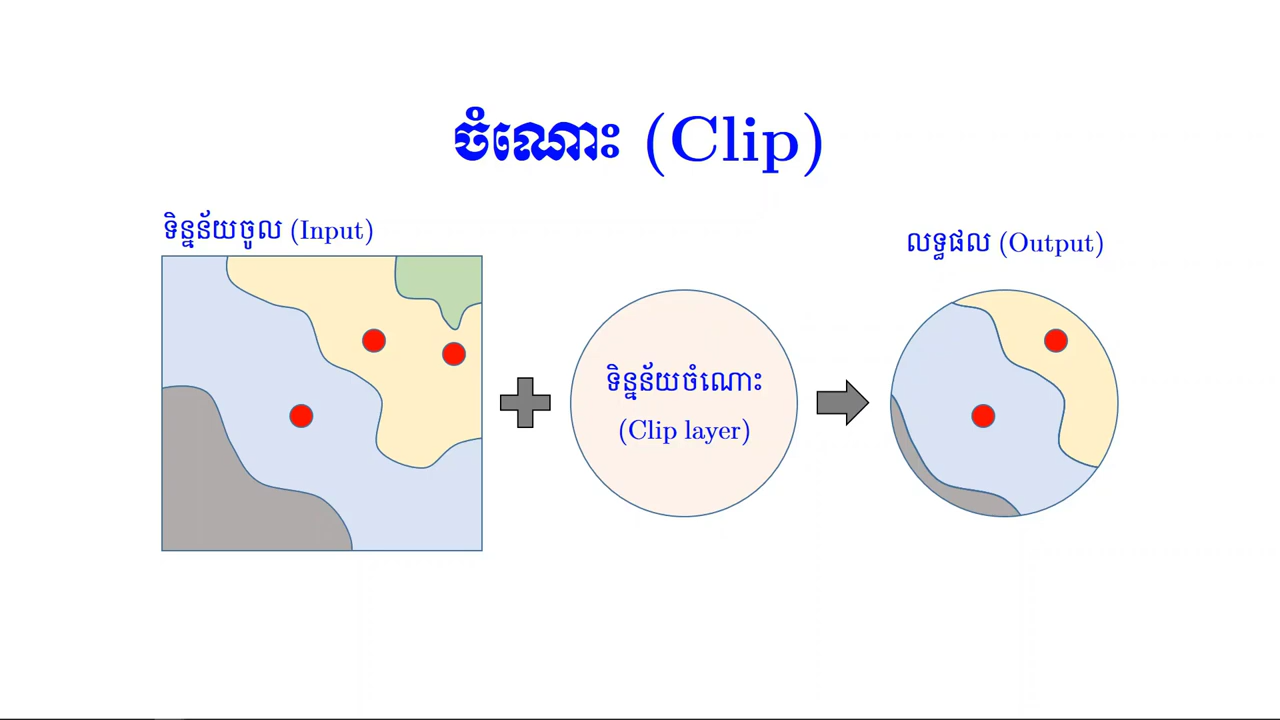 ចំណោះ (Clip)
ទិន្នន័យចូល (Input)
លទ្ធផល (Output)
ទិន្នន័យចំណោះ
(Clip layer)